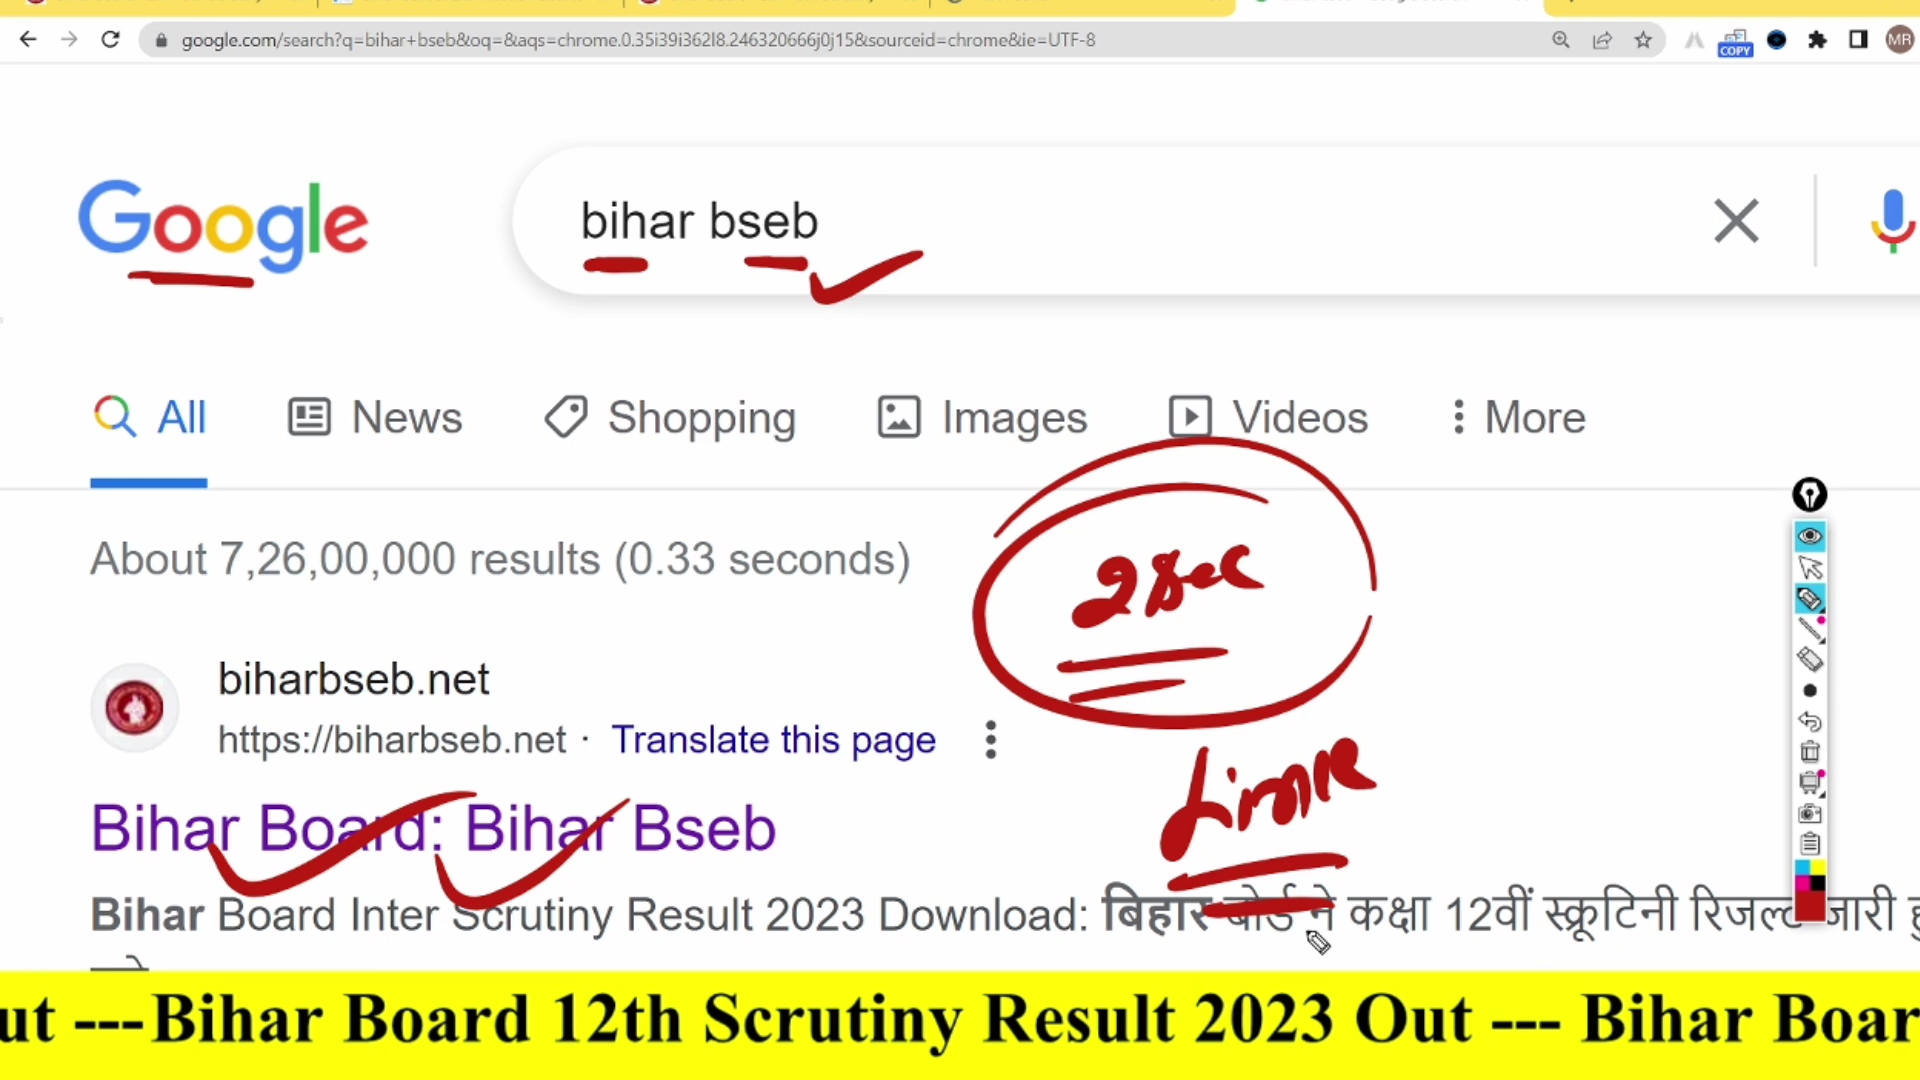 google.com/search?q=bihar+bseb&oq=&aqs=chrome.0.35i39i362l8.246320666j0j15&sourceid=chrome&ie=UTF-8
COPY
MR
Google
bihar bseb
All News Shopping Images Videos More
About 7,26,00,000 results (0.33 seconds)
2 sec
biharbseb.net
https://biharbseb.net · Translate this page
Bihar Board: Bihar Bseb
Bihar Board Inter Scrutiny Result 2023 Download: बिहार बोर्ड ने कक्षा 12वीं स्क्रूटिनी रिजल्ट जारी
ut ---Bihar Board 12th Scrutiny Result 2023 Out --- Bihar Boar